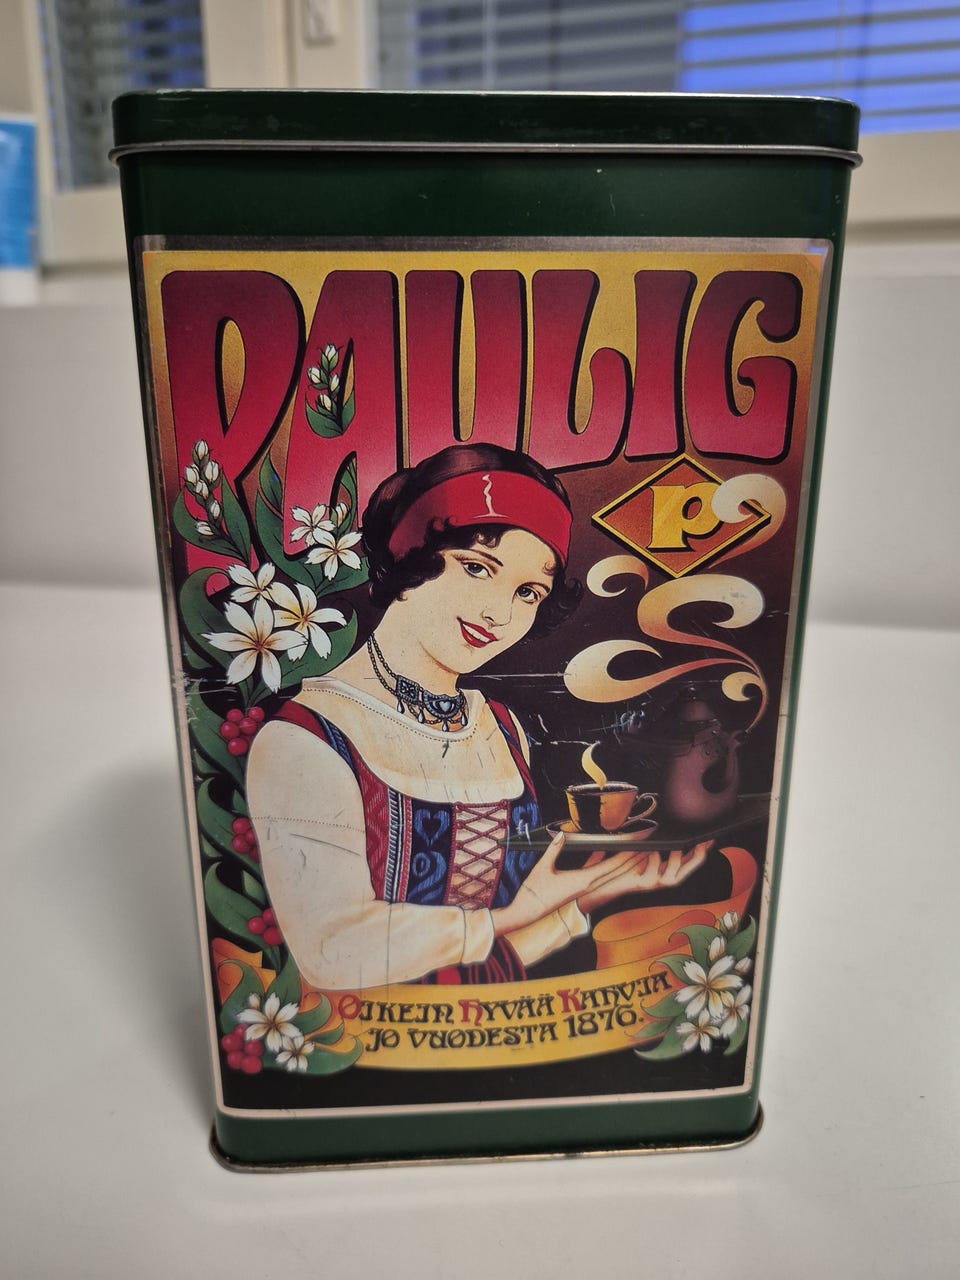 PAULIG
P
OIKEIN HYVÄÄ KAHVIA
JO VUODESTA 1876.